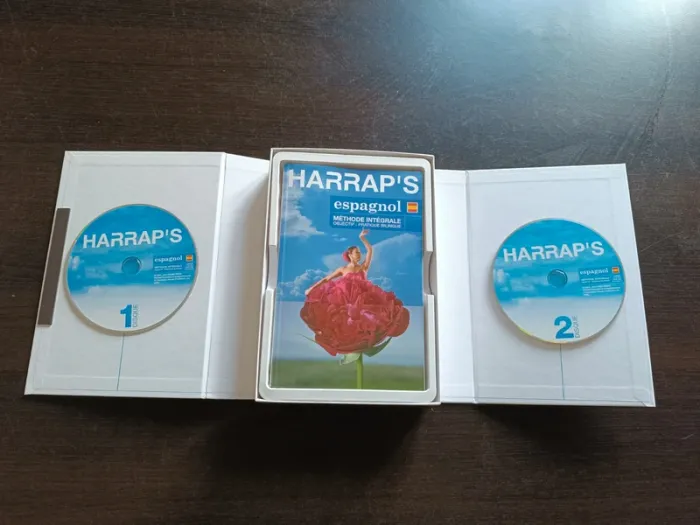 HARRAP'S
espagnol
1
DISQUE
HARRAP'S
espagnol
MÉTHODE INTÉGRALE
OBJECTIF : PRATIQUE BILINGUE
HARRAP'S
espagnol
2
DISQUE